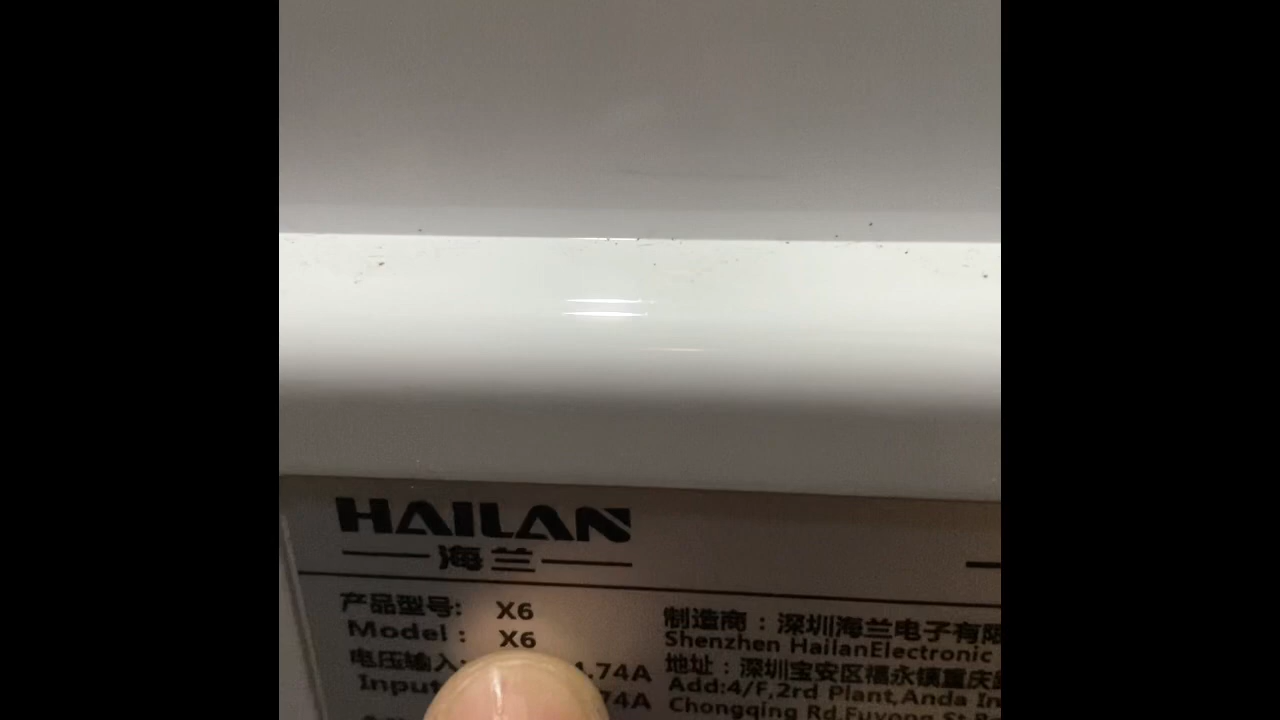 HAILAN
海兰
产品型号: X6
Model : X6
电压输入: .74A
Input 74A
制造商：深圳海兰电子有限
Shenzhen HailanElectronic
地址：深圳宝安区福永镇重庆
Add:4/F,2rd Plant,Anda In
Chongqing Rd,Fuyong